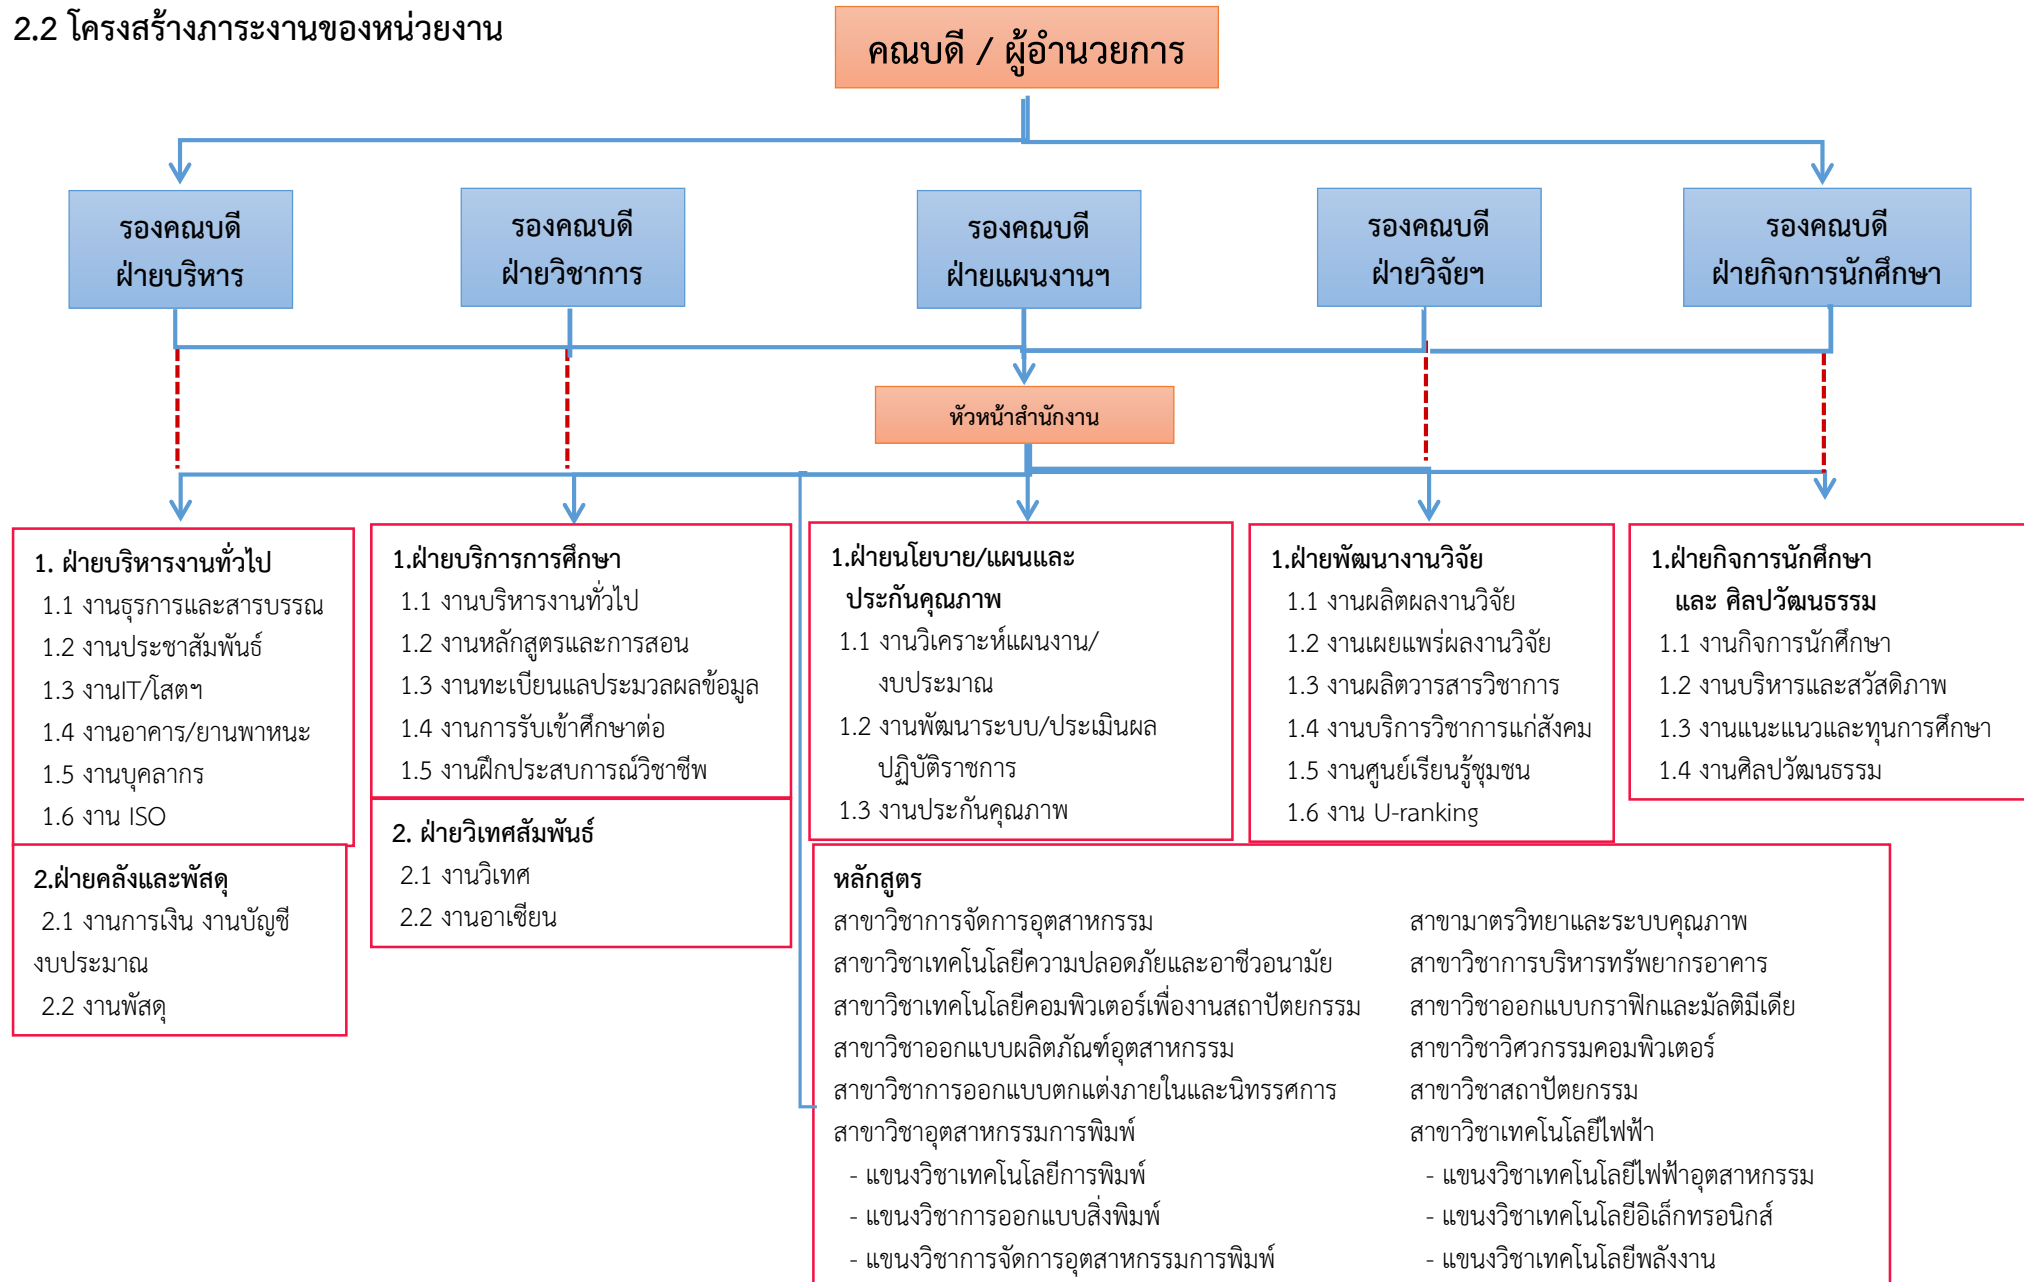 2.2 โครงสร้างภาระงานของหน่วยงาน
คณบดี / ผู้อำนวยการ
รองคณบดี
ฝ่ายบริหาร
รองคณบดี
ฝ่ายวิชาการ
รองคณบดี
ฝ่ายแผนงานฯ
รองคณบดี
ฝ่ายวิจัยฯ
รองคณบดี
ฝ่ายกิจการนักศึกษา
หัวหน้าสำนักงาน
1. ฝ่ายบริหารงานทั่วไป
1.1 งานธุรการและสารบรรณ
1.2 งานประชาสัมพันธ์
1.3 งานIT/โสตฯ
1.4 งานอาคาร/ยานพาหนะ
1.5 งานบุคลากร
1.6 งาน ISO
2.ฝ่ายคลังและพัสดุ
2.1 งานการเงิน งานบัญชี
งบประมาณ
2.2 งานพัสดุ
1.ฝ่ายบริการการศึกษา
1.1 งานบริหารงานทั่วไป
1.2 งานหลักสูตรและการสอน
1.3 งานทะเบียนแลประมวลผลข้อมูล
1.4 งานการรับเข้าศึกษาต่อ
1.5 งานฝึกประสบการณ์วิชาชีพ
2. ฝ่ายวิเทศสัมพันธ์
2.1 งานวิเทศ
2.2 งานอาเซียน
1.ฝ่ายนโยบาย/แผนและ
ประกันคุณภาพ
1.1 งานวิเคราะห์แผนงาน/
งบประมาณ
1.2 งานพัฒนาระบบ/ประเมินผล
ปฏิบัติราชการ
1.3 งานประกันคุณภาพ
1.ฝ่ายพัฒนางานวิจัย
1.1 งานผลิตผลงานวิจัย
1.2 งานเผยแพร่ผลงานวิจัย
1.3 งานผลิตวารสารวิชาการ
1.4 งานบริการวิชาการแก่สังคม
1.5 งานศูนย์เรียนรู้ชุมชน
1.6 งาน U-ranking
1.ฝ่ายกิจการนักศึกษา
และ ศิลปวัฒนธรรม
1.1 งานกิจการนักศึกษา
1.2 งานบริหารและสวัสดิภาพ
1.3 งานแนะแนวและทุนการศึกษา
1.4 งานศิลปวัฒนธรรม
หลักสูตร
สาขาวิชาการจัดการอุตสาหกรรม
สาขาวิชาเทคโนโลยีความปลอดภัยและอาชีวอนามัย
สาขาวิชาเทคโนโลยีคอมพิวเตอร์เพื่องานสถาปัตยกรรม
สาขาวิชาออกแบบผลิตภัณฑ์อุตสาหกรรม
สาขาวิชาการออกแบบตกแต่งภายในและนิทรรศการ
สาขาวิชาอุตสาหกรรมการพิมพ์
- แขนงวิชาเทคโนโลยีการพิมพ์
- แขนงวิชาการออกแบบสิ่งพิมพ์
- แขนงวิชาการจัดการอุตสาหกรรมการพิมพ์
สาขามาตรวิทยาและระบบคุณภาพ
สาขาวิชาการบริหารทรัพยากรอาคาร
สาขาวิชาออกแบบกราฟิกและมัลติมีเดีย
สาขาวิชาวิศวกรรมคอมพิวเตอร์
สาขาวิชาสถาปัตยกรรม
สาขาวิชาเทคโนโลยีไฟฟ้า
- แขนงวิชาเทคโนโลยีไฟฟ้าอุตสาหกรรม
- แขนงวิชาเทคโนโลยีอิเล็กทรอนิกส์
- แขนงวิชาเทคโนโลยีพลังงาน